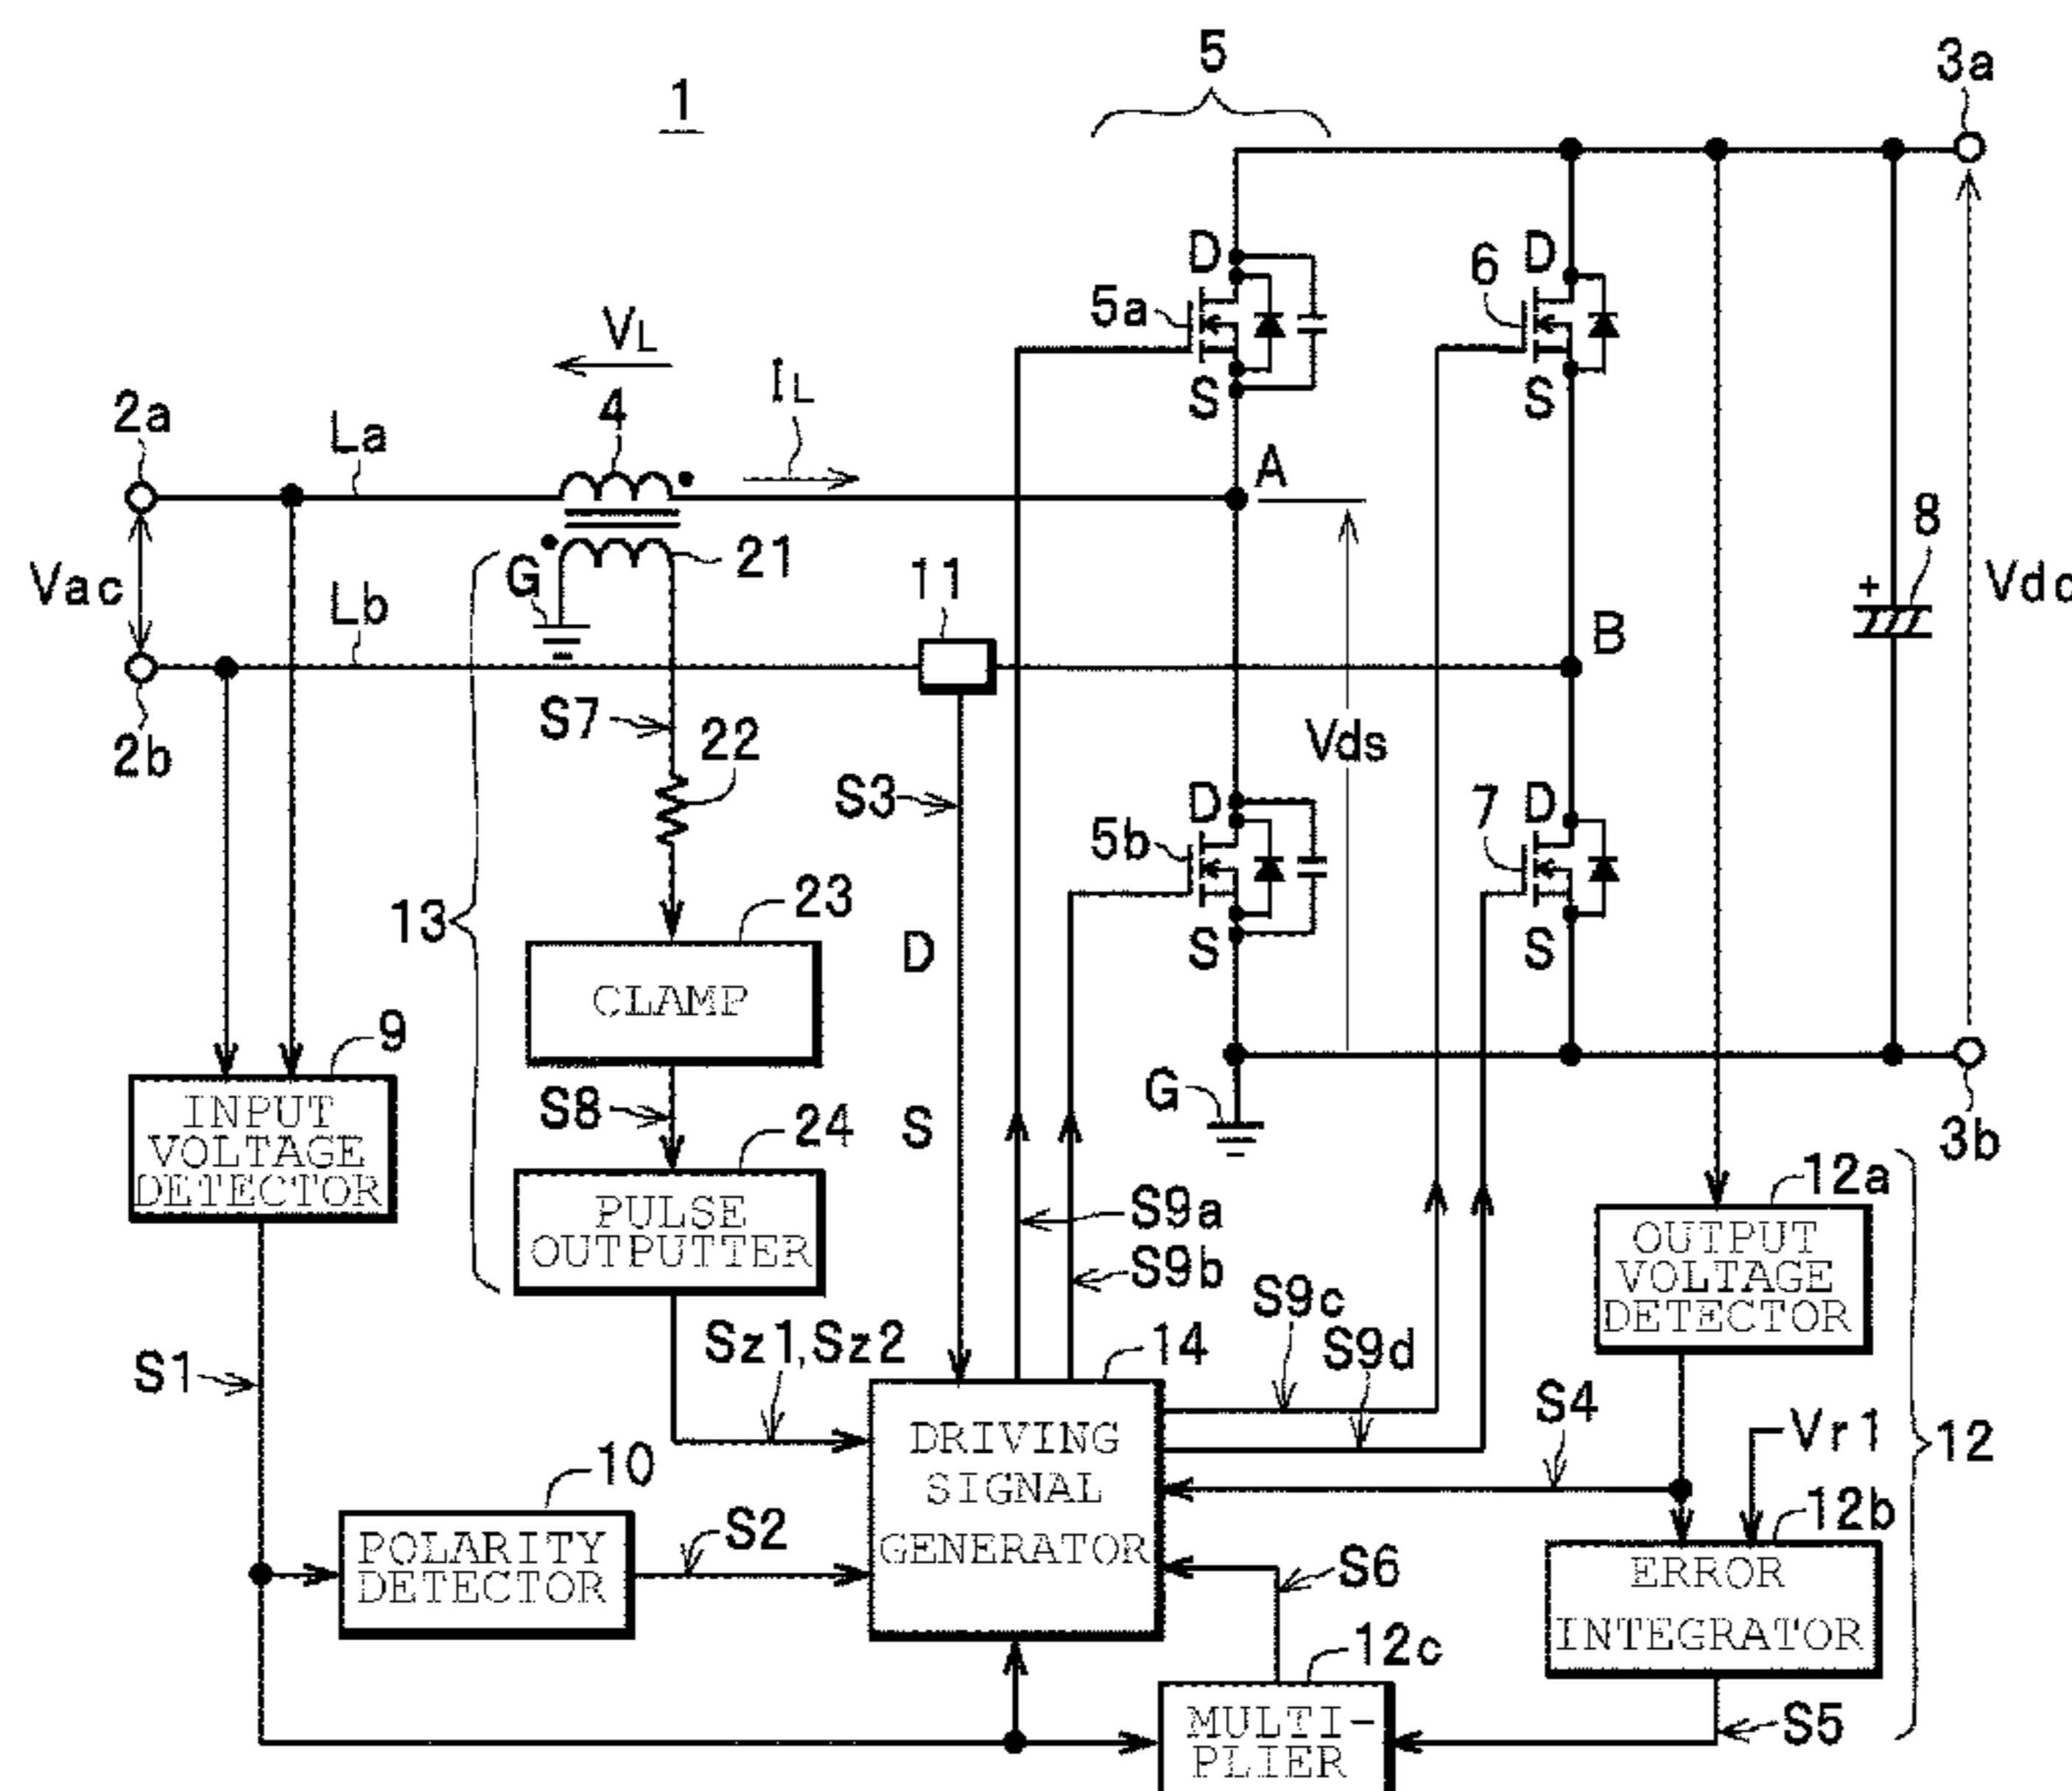 1
5
3a
D
D
6
5a
VL
IL
S
S
2a
4
La
A
8
G
21
11
Vac
Lb
+
Vdc
B
S7
22
Vds
2b
S3
D
D
7
5b
13
23
D
S
S
CLAMP
9
S8
24
S
G
3b
INPUT
VOLTAGE
DETECTOR
12a
PULSE
OUTPUTTER
S9a
OUTPUT
VOLTAGE
DETECTOR
S9b
S9c
Sz1,Sz2
14
S9d
S1
S4
DRIVING
SIGNAL
GENERATOR
Vr1
12
10
12b
S2
POLARITY
DETECTOR
S6
ERROR
INTEGRATOR
12c
MULTI-
PLIER
S5